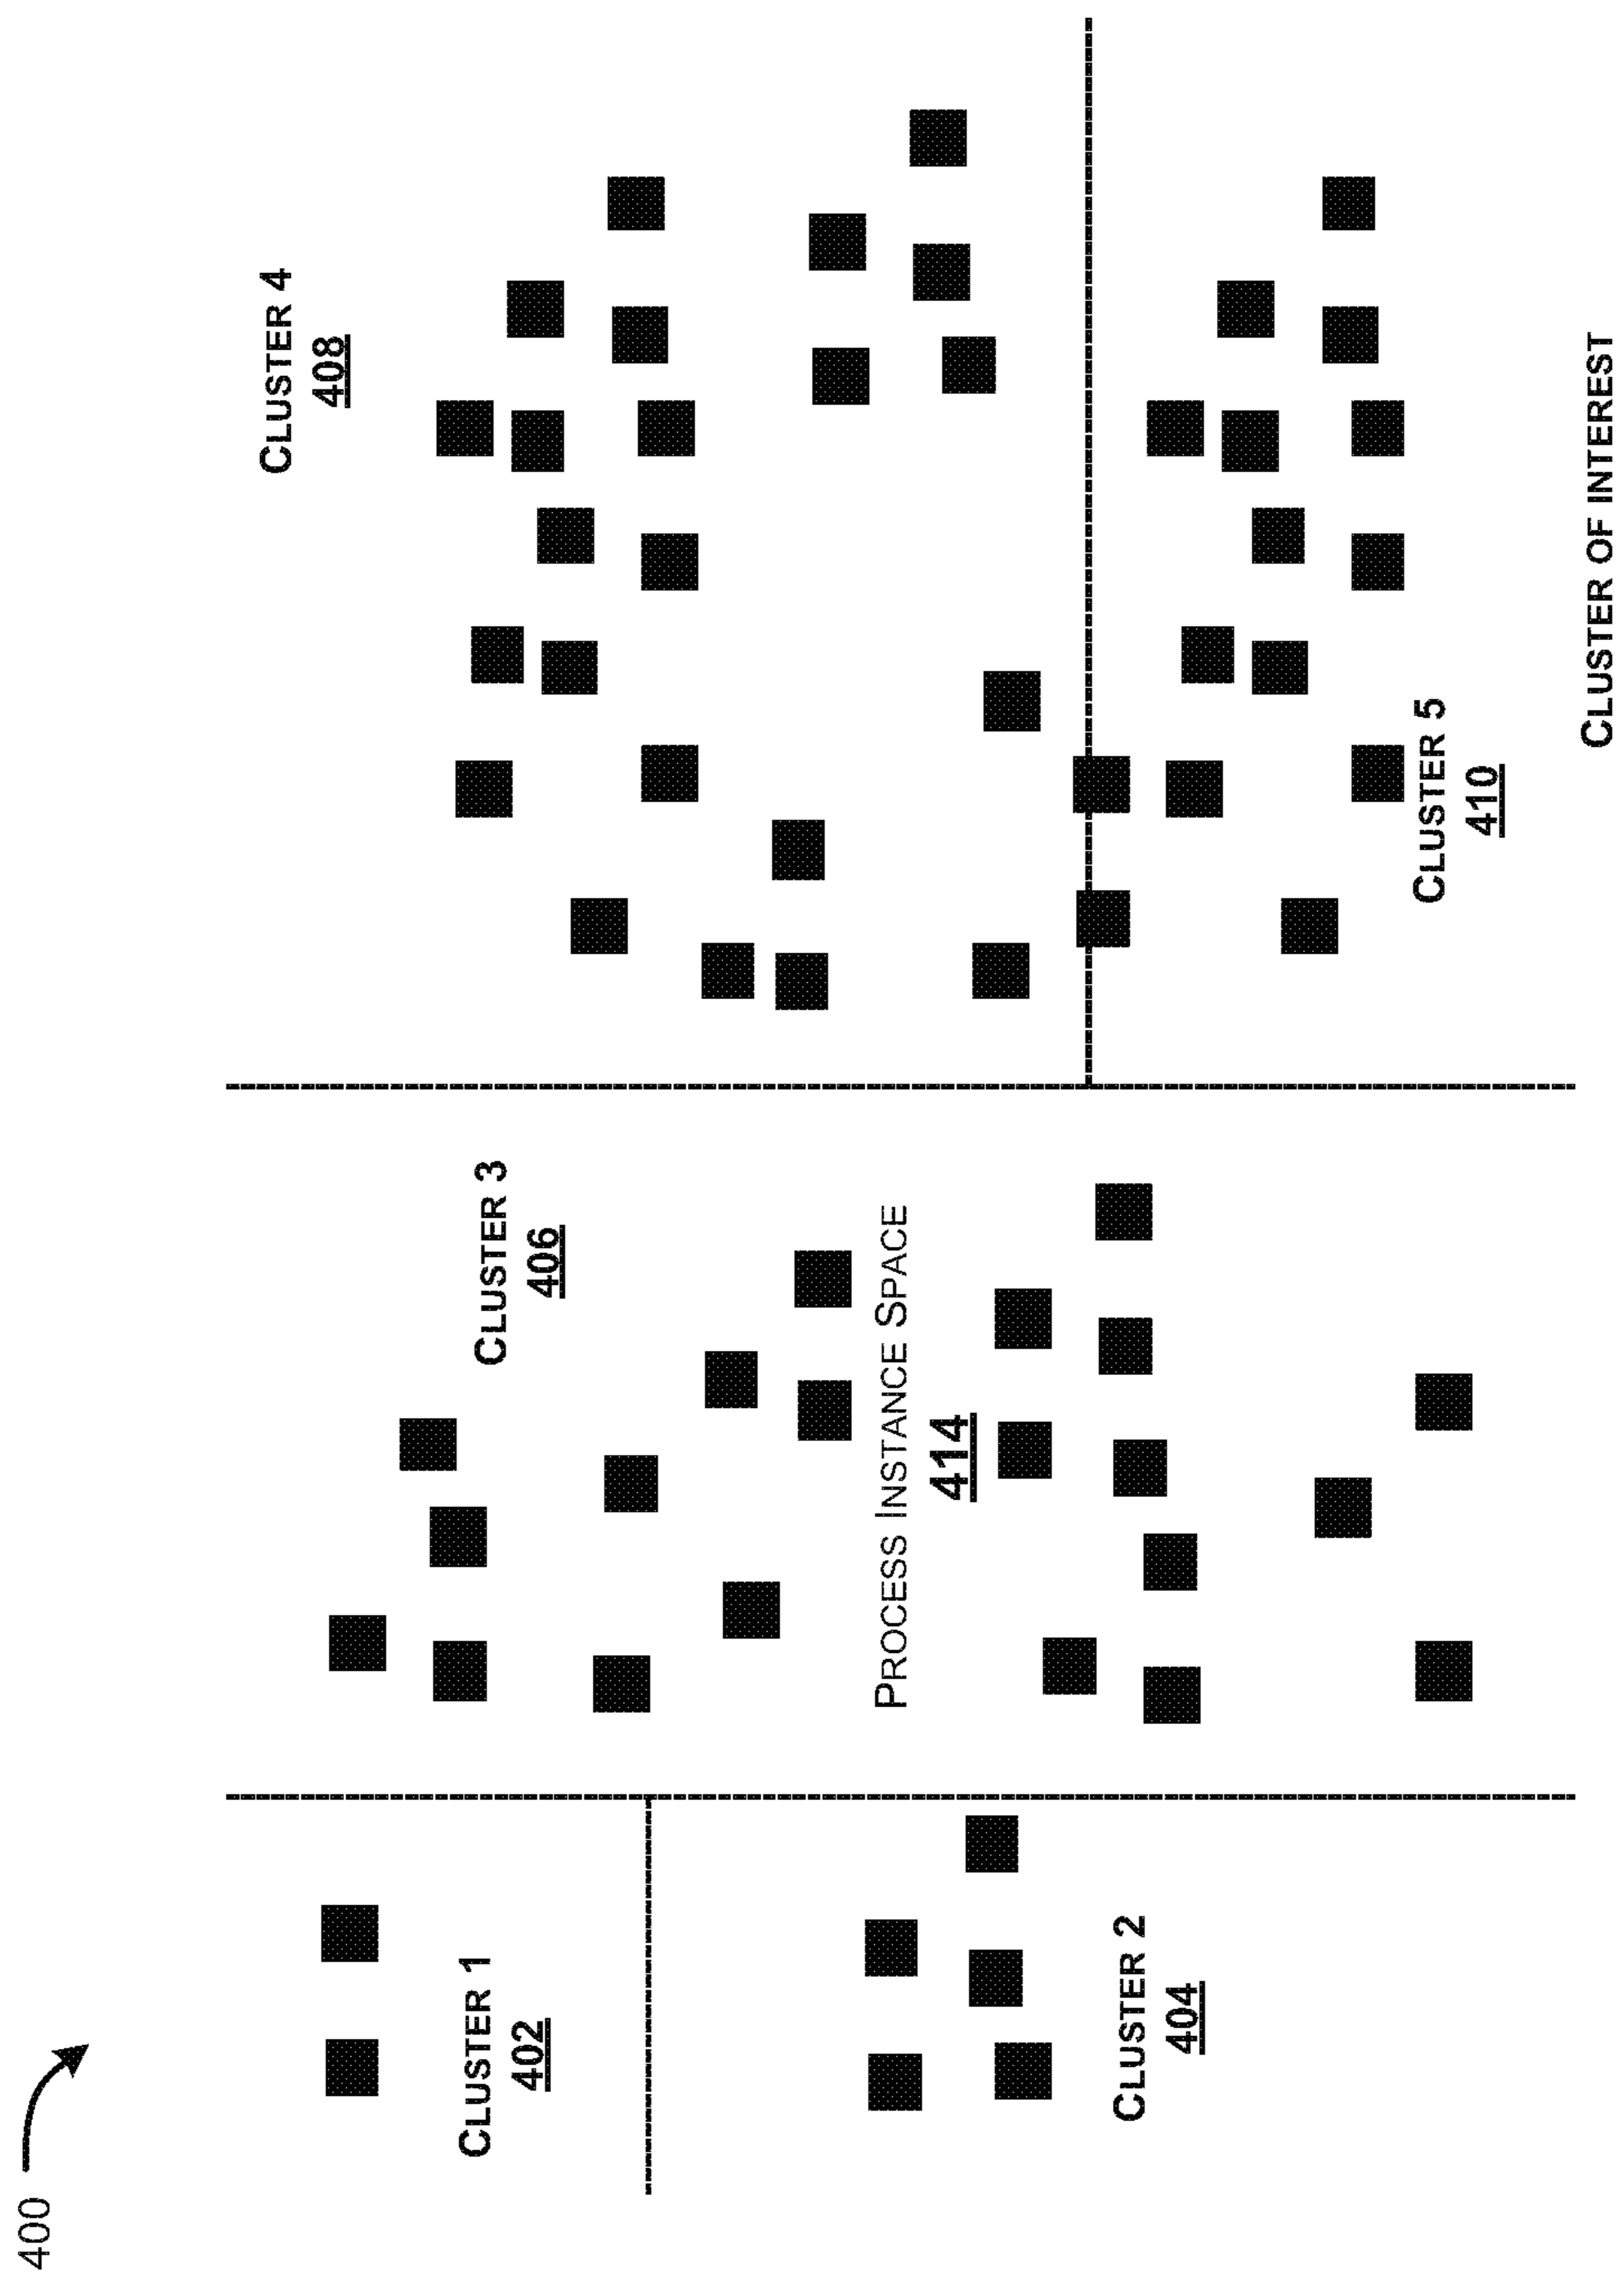 400
CLUSTER 1
402
CLUSTER 2
404
CLUSTER 3
406
PROCESS INSTANCE SPACE
414
CLUSTER 4
408
CLUSTER 5
410
CLUSTER OF INTEREST